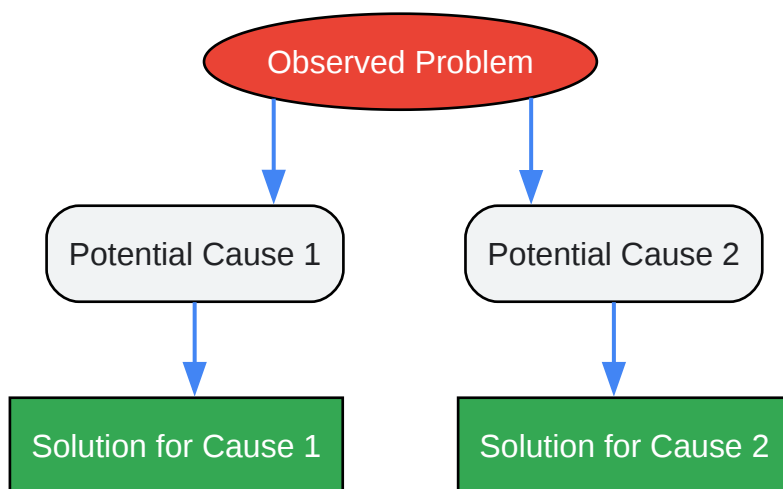 Observed Problem
Potential Cause 1
Potential Cause 2
Solution for Cause 1
Solution for Cause 2